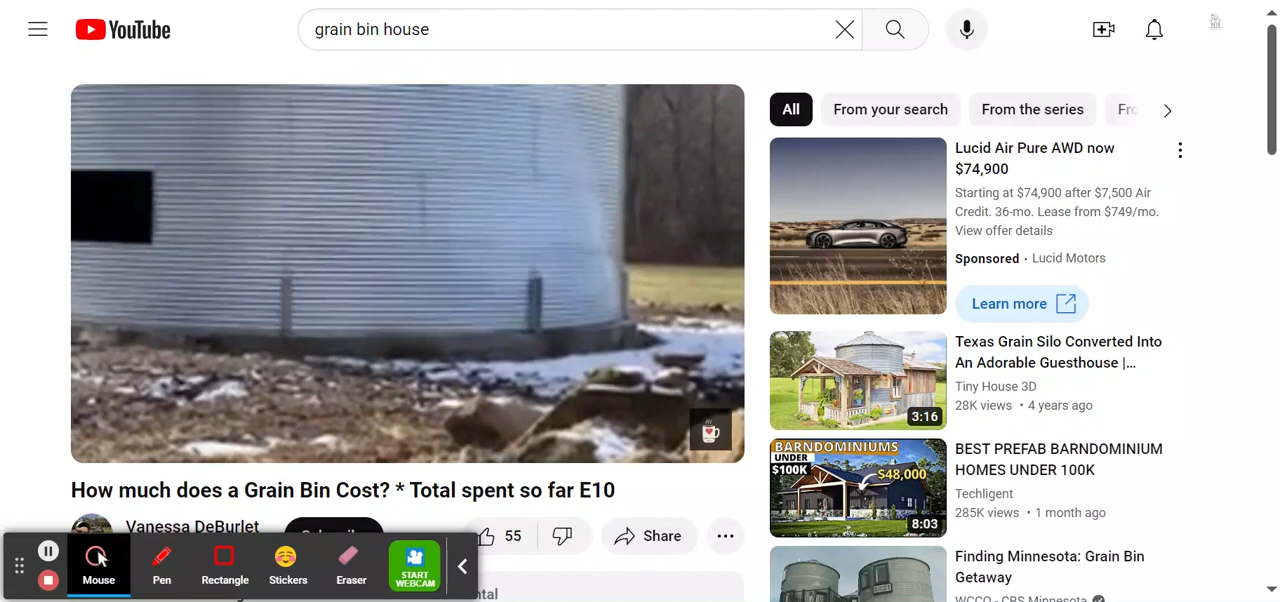 YouTube
grain bin house
All
From your search
From the series
Fro
Lucid Air Pure AWD now
$74,900
Starting at $74,900 after $7,500 Air
Credit. 36-mo. Lease from $749/mo.
View offer details
Sponsored · Lucid Motors
Learn more
Texas Grain Silo Converted Into
An Adorable Guesthouse |...
Tiny House 3D
28K views • 4 years ago
3:16
BARNDOMINIUMS
UNDER
$100K
$48,000
8:03
BEST PREFAB BARNDOMINIUM
HOMES UNDER 100K
Techligent
285K views • 1 month ago
Finding Minnesota: Grain Bin
Getaway
WCCO - CBS Minnesota
How much does a Grain Bin Cost? * Total spent so far E10
Vanessa DeBurlet
55
Share
Mouse
Pen
Rectangle
Stickers
Eraser
START
WEBCAM